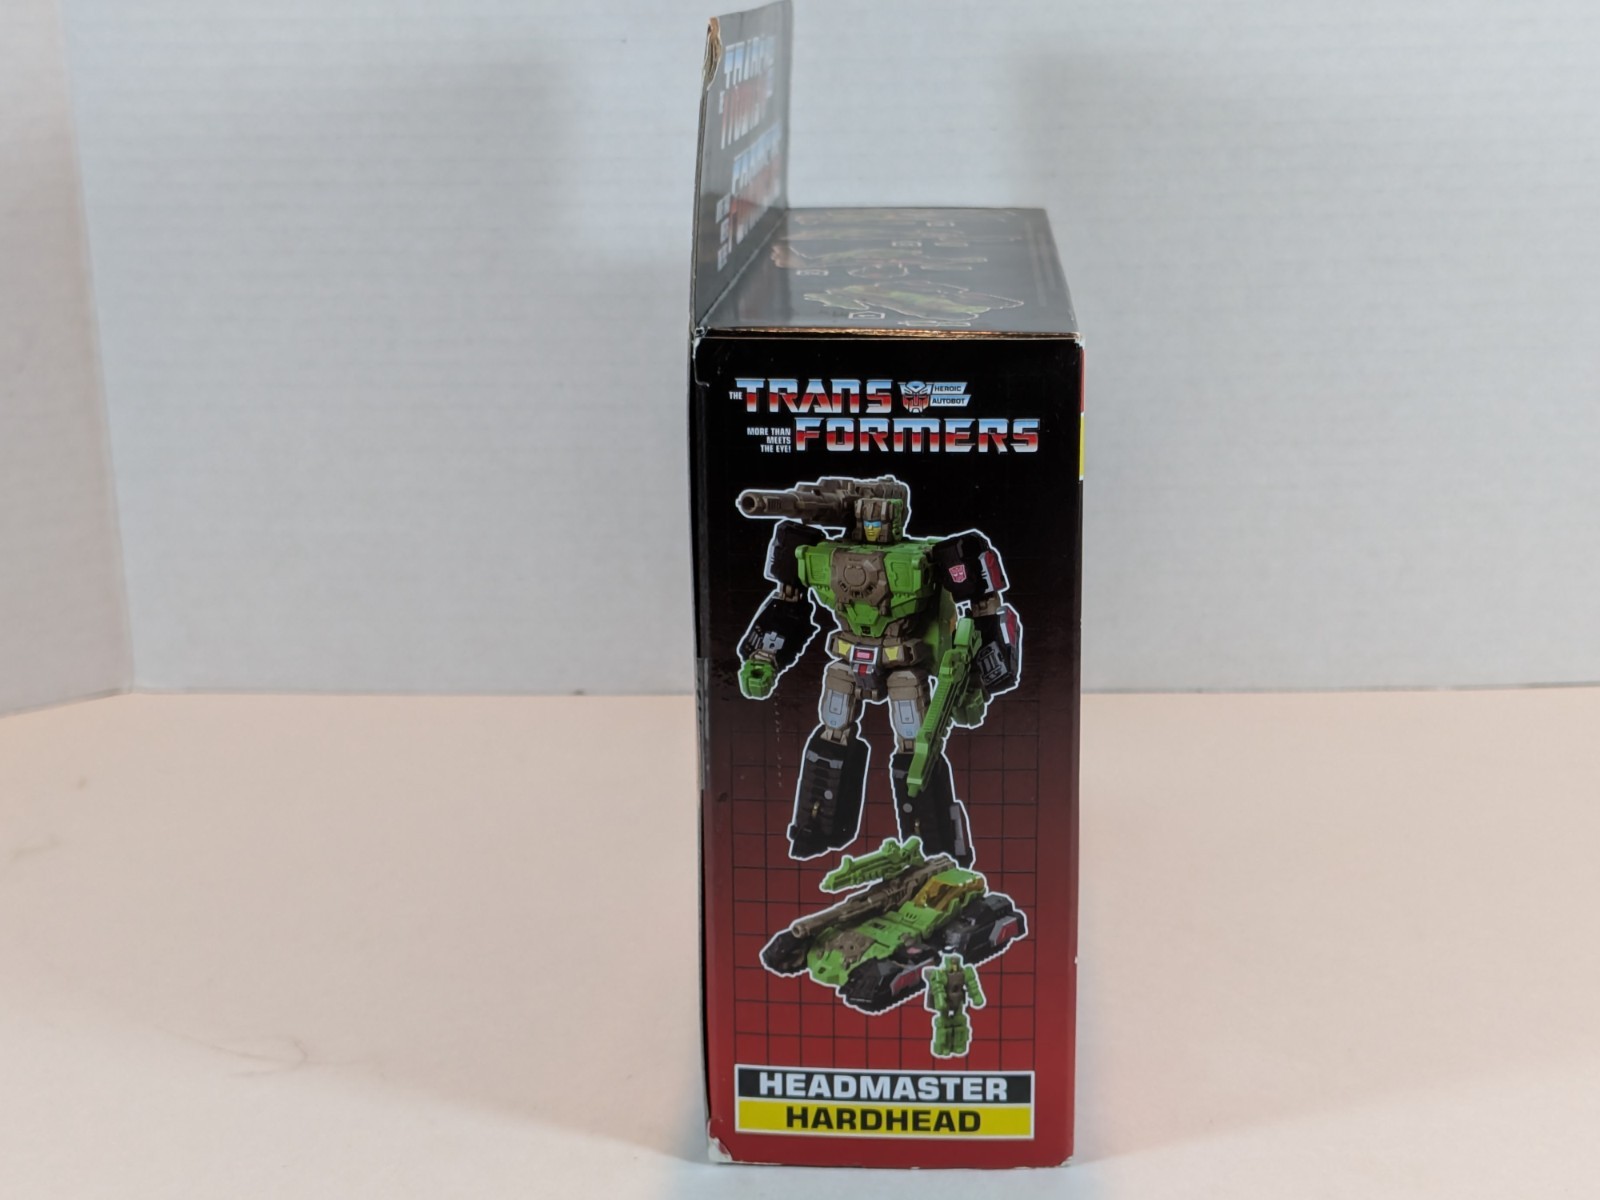 THE TRANS
HEROIC
AUTOBOT
MORE THAN
MEETS
THE EYE!
FORMERS
HEADMASTER
HARDHEAD